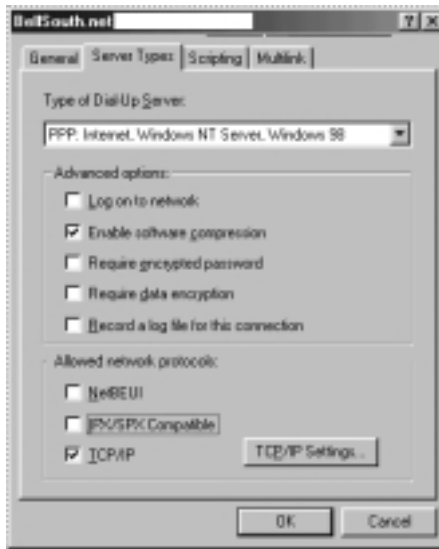 BellSouth.net
General Server Types Scripting Multilink
Type of Dial-Up Server:
PPP: Internet, Windows NT Server, Windows 98
Advanced options:
Log on to network
Enable software compression
Require encrypted password
Require data encryption
Record a log file for this connection
Allowed network protocols:
NetBEUI
IPX/SPX Compatible
TCP/IP
TCP/IP Settings...
OK Cancel